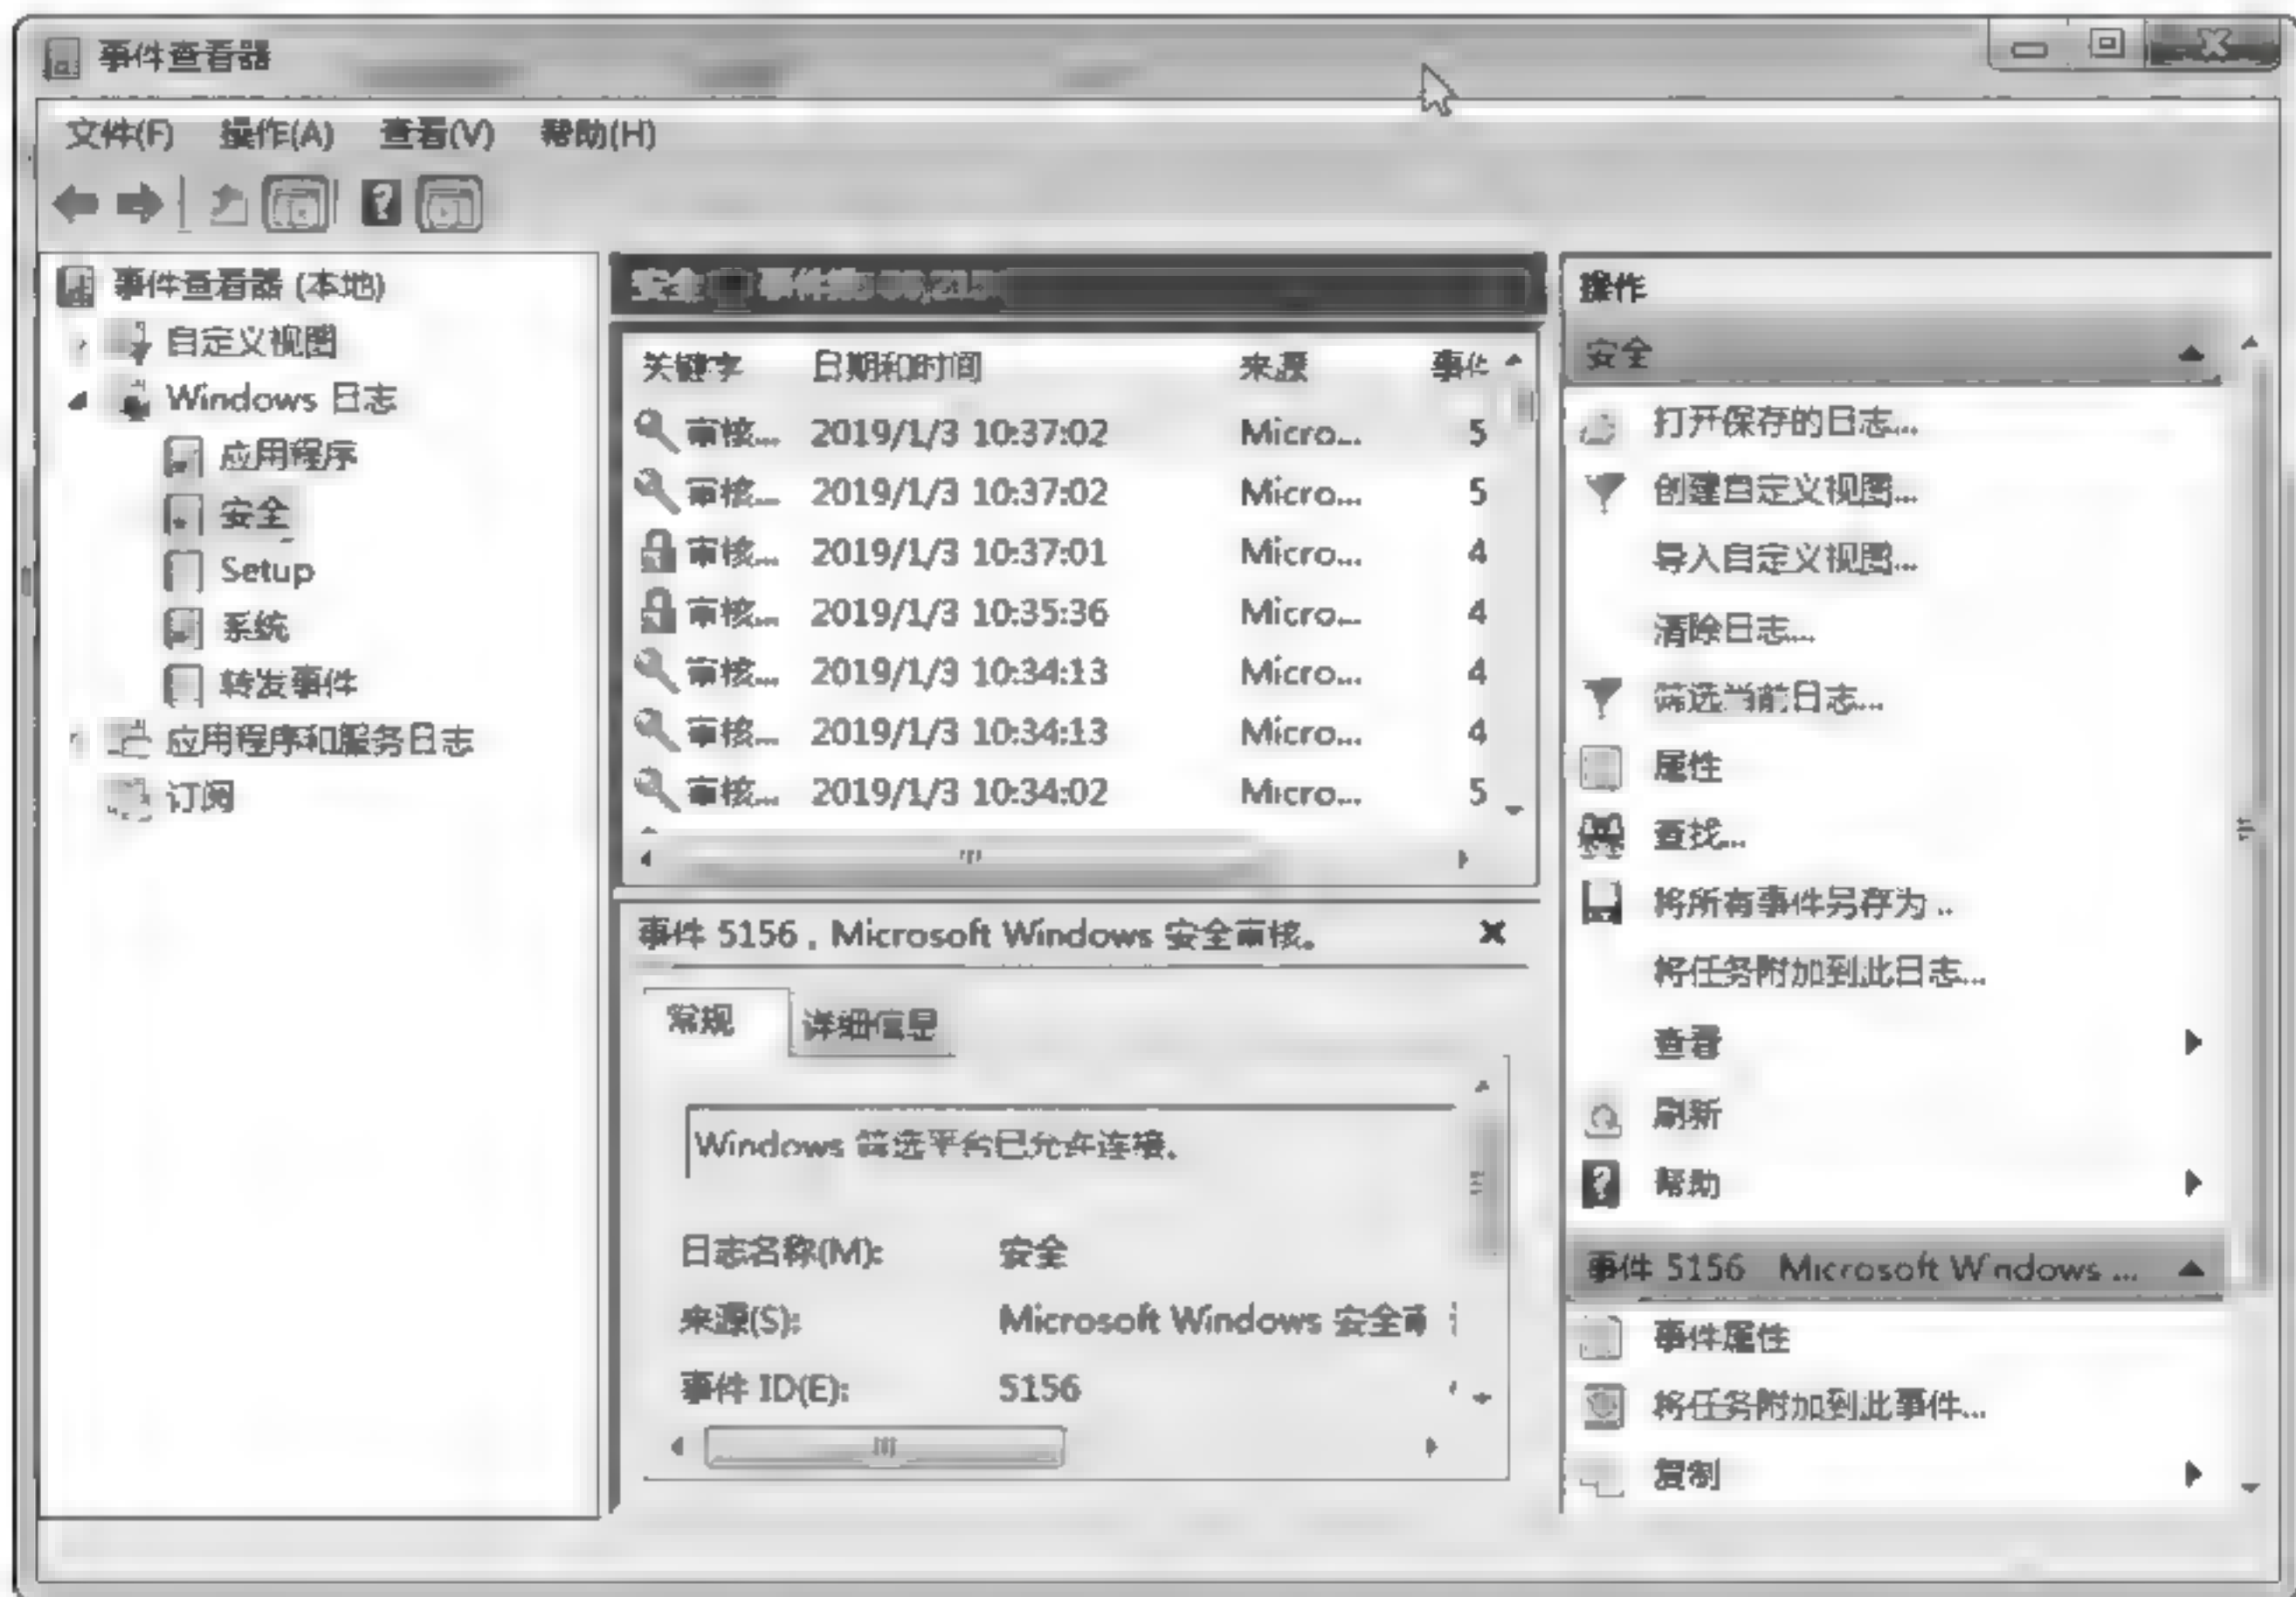 事件查看器
文件(F) 操作(A) 查看(V) 帮助(H)
事件查看器 (本地)
自定义视图
Windows 日志
应用程序
安全
Setup
系统
转发事件
应用程序和服务日志
订阅
安全 事件数:
关键字 日期和时间 来源 事件
审核... 2019/1/3 10:37:02 Micro... 5
审核... 2019/1/3 10:37:02 Micro... 5
审核... 2019/1/3 10:37:01 Micro... 4
审核... 2019/1/3 10:35:36 Micro... 4
审核... 2019/1/3 10:34:13 Micro... 4
审核... 2019/1/3 10:34:13 Micro... 4
审核... 2019/1/3 10:34:02 Micro... 5
事件 5156, Microsoft Windows 安全审核。
常规 详细信息
Windows 筛选平台已允许连接。
日志名称(M): 安全
来源(S): Microsoft Windows 安全审
事件 ID(E): 5156
操作
安全
打开保存的日志...
创建自定义视图...
导入自定义视图...
清除日志...
筛选当前日志...
属性
查找...
将所有事件另存为...
将任务附加到此日志...
查看
刷新
帮助
事件 5156 Microsoft Windows ...
事件属性
将任务附加到此事件...
复制